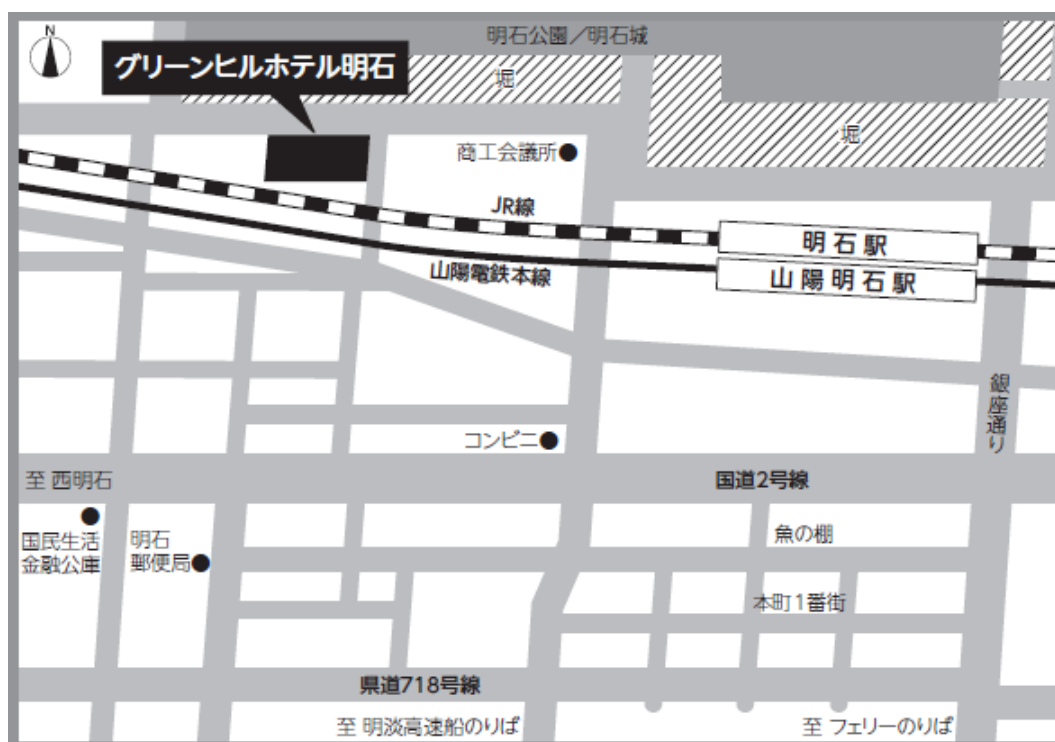 N
明石公園／明石城
グリーンヒルホテル明石
堀
堀
商工会議所
JR線
明石駅
山陽電鉄本線
山陽明石駅
銀座通り
コンビニ
至 西明石
国道2号線
国民生活
金融公庫
明石
郵便局
魚の棚
本町1番街
県道718号線
至 明淡高速船のりば
至 フェリーのりば